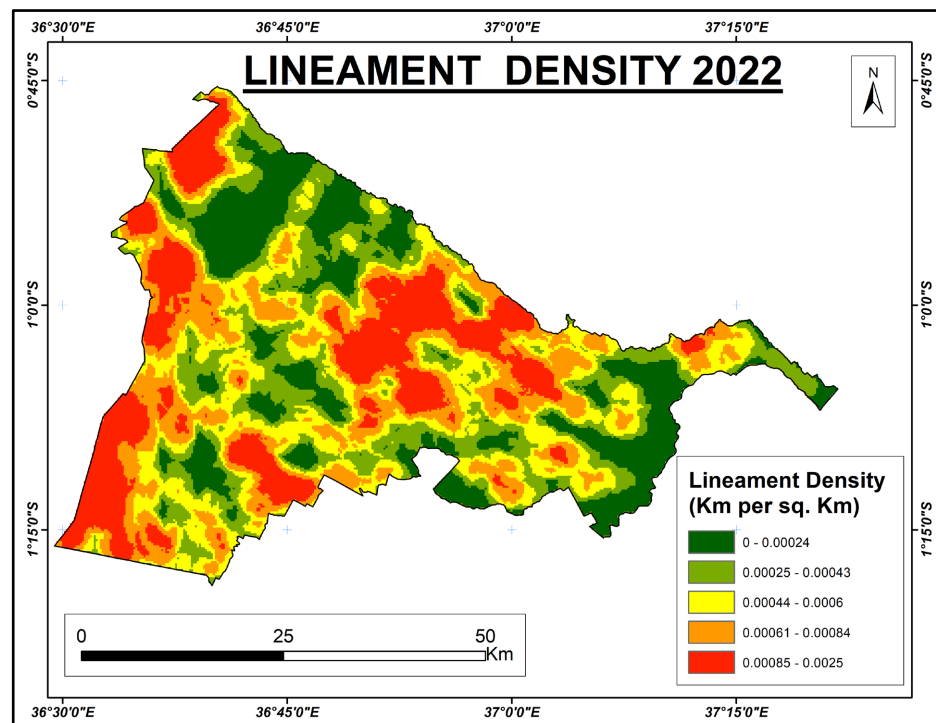 36°30'0"E 36°45'0"E 37°0'0"E 37°15'0"E
LINEAMENT DENSITY 2022
N
0°45'0"S 0°45'0"S
1°0'0"S 1°0'0"S
1°15'0"S 1°15'0"S
Lineament Density
(Km per sq. Km)
0 - 0.00024
0.00025 - 0.00043
0.00044 - 0.0006
0.00061 - 0.00084
0.00085 - 0.0025
0 25 50
Km
36°30'0"E 36°45'0"E 37°0'0"E 37°15'0"E